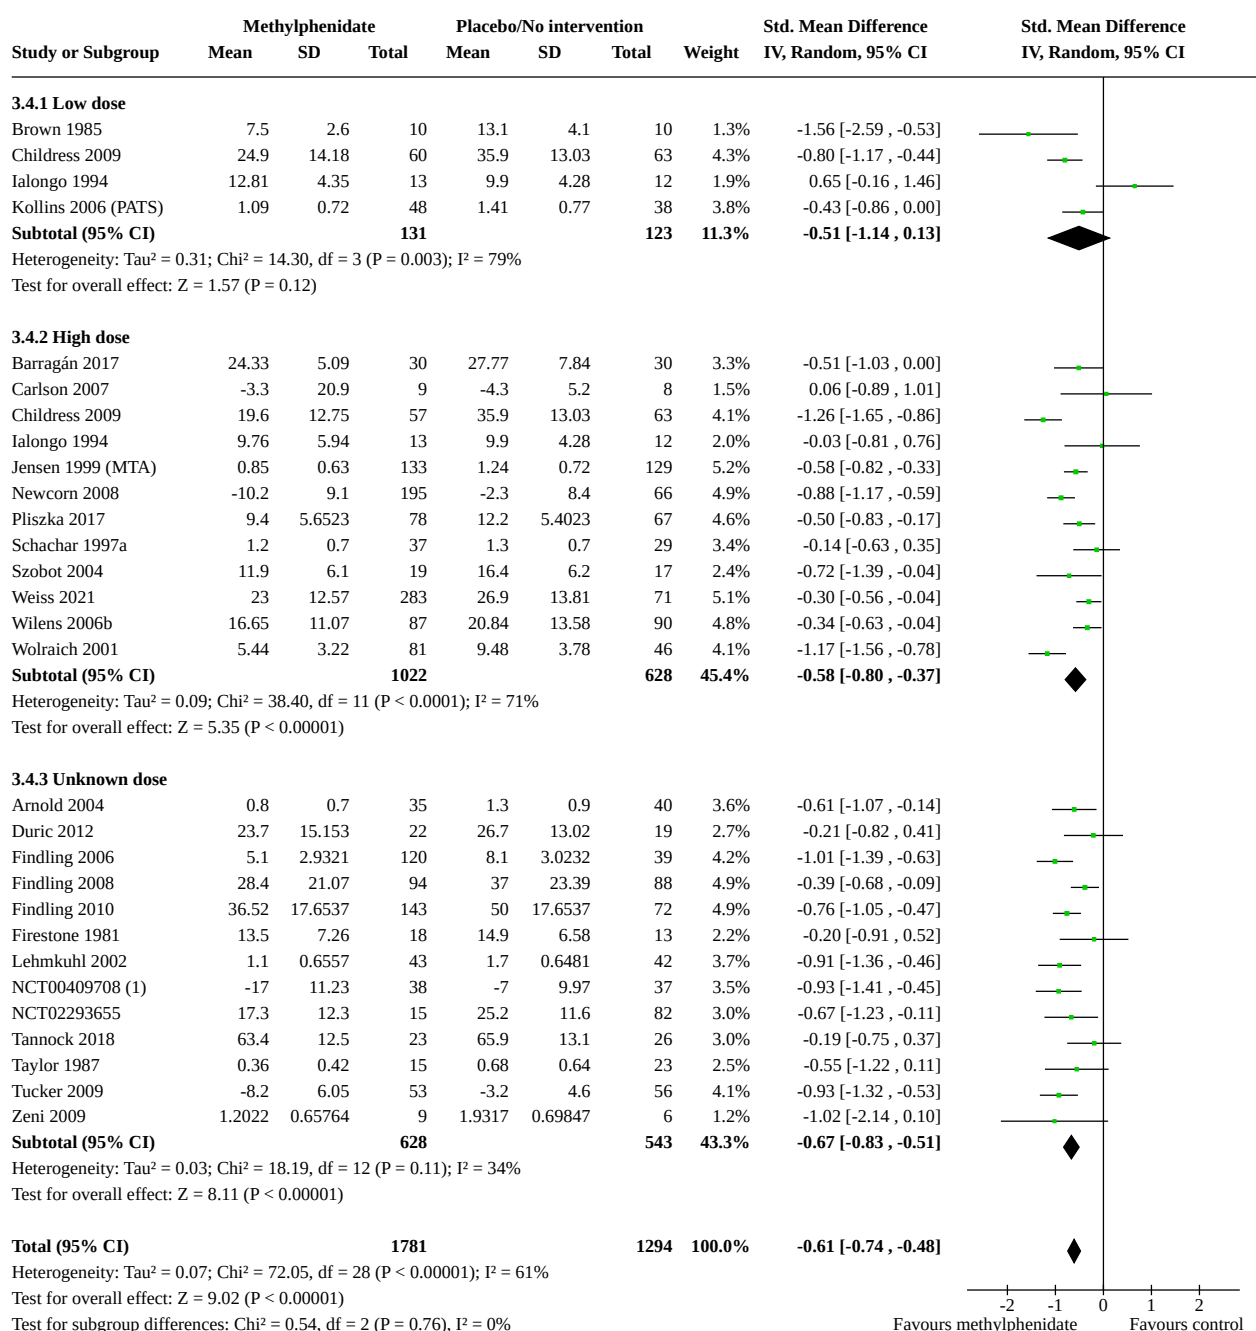 Methylphenidate Placebo/No intervention Std. Mean Difference Std. Mean Difference
Study or Subgroup Mean SD Total Mean SD Total Weight IV, Random, 95% CI IV, Random, 95% CI
3.4.1 Low dose
Brown 1985 7.5 2.6 10 13.1 4.1 10 1.3% -1.56 [-2.59 , -0.53]
Childress 2009 24.9 14.18 60 35.9 13.03 63 4.3% -0.80 [-1.17 , -0.44]
Ialongo 1994 12.81 4.35 13 9.9 4.28 12 1.9% 0.65 [-0.16 , 1.46]
Kollins 2006 (PATS) 1.09 0.72 48 1.41 0.77 38 3.8% -0.43 [-0.86 , 0.00]
Subtotal (95% CI) 131 123 11.3% -0.51 [-1.14 , 0.13]
Heterogeneity: Tau² = 0.31; Chi² = 14.30, df = 3 (P = 0.003); I² = 79%
Test for overall effect: Z = 1.57 (P = 0.12)
3.4.2 High dose
Barragán 2017 24.33 5.09 30 27.77 7.84 30 3.3% -0.51 [-1.03 , 0.00]
Carlson 2007 -3.3 20.9 9 -4.3 5.2 8 1.5% 0.06 [-0.89 , 1.01]
Childress 2009 19.6 12.75 57 35.9 13.03 63 4.1% -1.26 [-1.65 , -0.86]
Ialongo 1994 9.76 5.94 13 9.9 4.28 12 2.0% -0.03 [-0.81 , 0.76]
Jensen 1999 (MTA) 0.85 0.63 133 1.24 0.72 129 5.2% -0.58 [-0.82 , -0.33]
Newcorn 2008 -10.2 9.1 195 -2.3 8.4 66 4.9% -0.88 [-1.17 , -0.59]
Pliszka 2017 9.4 5.6523 78 12.2 5.4023 67 4.6% -0.50 [-0.83 , -0.17]
Schachar 1997a 1.2 0.7 37 1.3 0.7 29 3.4% -0.14 [-0.63 , 0.35]
Szobot 2004 11.9 6.1 19 16.4 6.2 17 2.4% -0.72 [-1.39 , -0.04]
Weiss 2021 23 12.57 283 26.9 13.81 71 5.1% -0.30 [-0.56 , -0.04]
Wilens 2006b 16.65 11.07 87 20.84 13.58 90 4.8% -0.34 [-0.63 , -0.04]
Wolraich 2001 5.44 3.22 81 9.48 3.78 46 4.1% -1.17 [-1.56 , -0.78]
Subtotal (95% CI) 1022 628 45.4% -0.58 [-0.80 , -0.37]
Heterogeneity: Tau² = 0.09; Chi² = 38.40, df = 11 (P < 0.0001); I² = 71%
Test for overall effect: Z = 5.35 (P < 0.00001)
3.4.3 Unknown dose
Arnold 2004 0.8 0.7 35 1.3 0.9 40 3.6% -0.61 [-1.07 , -0.14]
Duric 2012 23.7 15.153 22 26.7 13.02 19 2.7% -0.21 [-0.82 , 0.41]
Findling 2006 5.1 2.9321 120 8.1 3.0232 39 4.2% -1.01 [-1.39 , -0.63]
Findling 2008 28.4 21.07 94 37 23.39 88 4.9% -0.39 [-0.68 , -0.09]
Findling 2010 36.52 17.6537 143 50 17.6537 72 4.9% -0.76 [-1.05 , -0.47]
Firestone 1981 13.5 7.26 18 14.9 6.58 13 2.2% -0.20 [-0.91 , 0.52]
Lehmkuhl 2002 1.1 0.6557 43 1.7 0.6481 42 3.7% -0.91 [-1.36 , -0.46]
NCT00409708 (1) -17 11.23 38 -7 9.97 37 3.5% -0.93 [-1.41 , -0.45]
NCT02293655 17.3 12.3 15 25.2 11.6 82 3.0% -0.67 [-1.23 , -0.11]
Tannock 2018 63.4 12.5 23 65.9 13.1 26 3.0% -0.19 [-0.75 , 0.37]
Taylor 1987 0.36 0.42 15 0.68 0.64 23 2.5% -0.55 [-1.22 , 0.11]
Tucker 2009 -8.2 6.05 53 -3.2 4.6 56 4.1% -0.93 [-1.32 , -0.53]
Zeni 2009 1.2022 0.65764 9 1.9317 0.69847 6 1.2% -1.02 [-2.14 , 0.10]
Subtotal (95% CI) 628 543 43.3% -0.67 [-0.83 , -0.51]
Heterogeneity: Tau² = 0.03; Chi² = 18.19, df = 12 (P = 0.11); I² = 34%
Test for overall effect: Z = 8.11 (P < 0.00001)
Total (95% CI) 1781 1294 100.0% -0.61 [-0.74 , -0.48]
Heterogeneity: Tau² = 0.07; Chi² = 72.05, df = 28 (P < 0.00001); I² = 61%
Test for overall effect: Z = 9.02 (P < 0.00001)
-2 -1 0 1 2
Test for subgroup differences: Chi² = 0.54, df = 2 (P = 0.76), I² = 0%
Favours methylphenidate Favours control